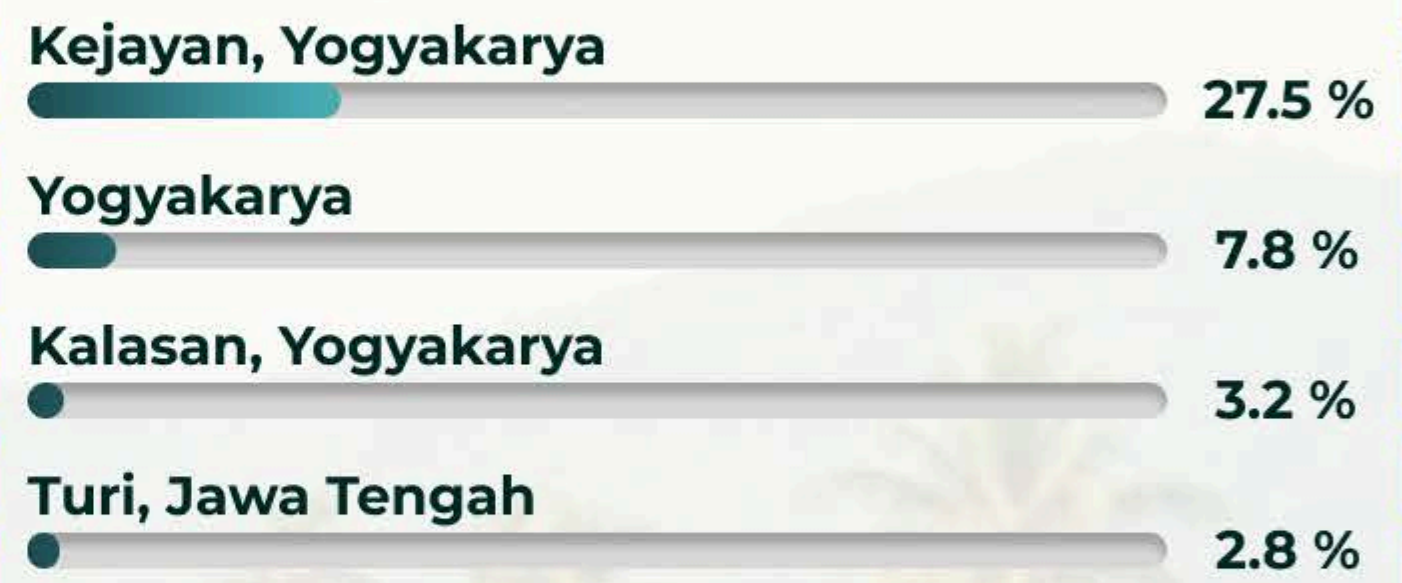 Kejayan, Yogyakarya
27.5 %
Yogyakarya
7.8 %
Kalasan, Yogyakarya
3.2 %
Turi, Jawa Tengah
2.8 %